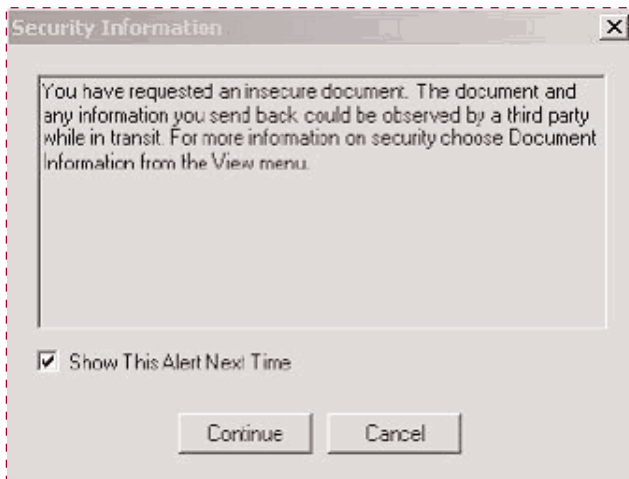 Security Information
You have requested an insecure document. The document and
any information you send back could be observed by a third party
while in transit. For more information on security choose Document
Information from the View menu.
Show This Alert Next Time
Continue
Cancel